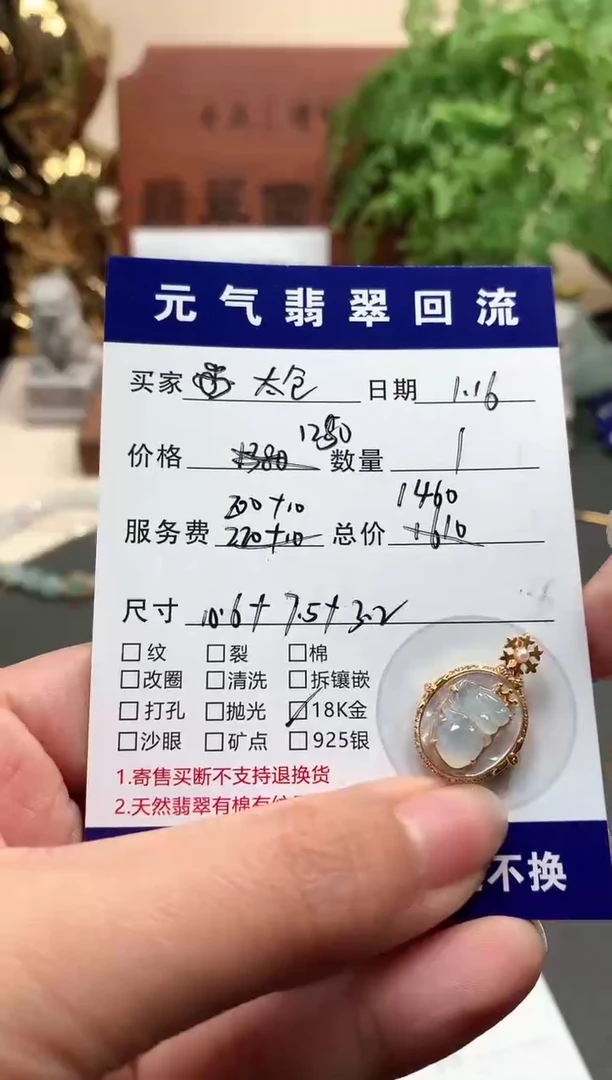 元气翡翠回流
买家 太仓 日期 1.16
1250
价格 1380 数量 1
200+10 1460
服务费 220+10 总价 1610
尺寸 10.6+7.5+3.2
□纹 □裂 □棉
□改圈 □清洗 □拆镶嵌
□打孔 □抛光 □18K金
□沙眼 □矿点 □925银
1.寄售买断不支持退换货
2.天然翡翠有棉有
不换